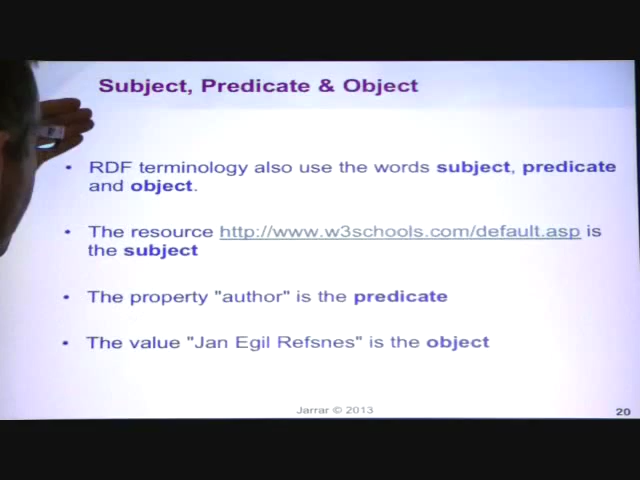 Subject, Predicate & Object
• RDF terminology also use the words subject, predicate
and object.
• The resource http://www.w3schools.com/default.asp is
the subject
• The property "author" is the predicate
• The value "Jan Egil Refsnes" is the object
Jarrar © 2013
20